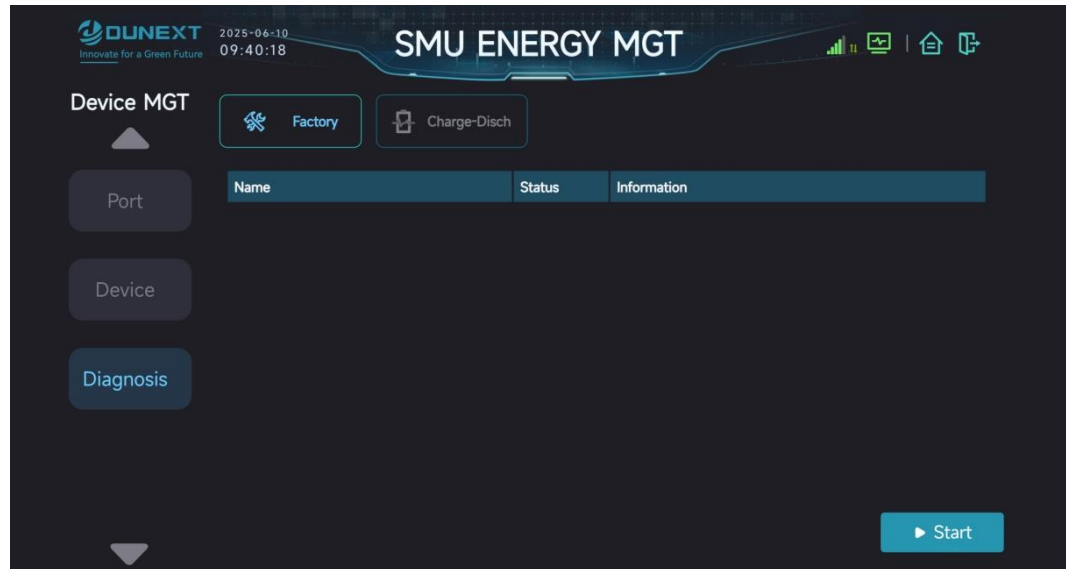 DUNEXT
Innovate for a Green Future
2025-06-10
09:40:18
SMU ENERGY MGT
Device MGT
Factory
Charge-Disch
Port
Device
Diagnosis
Name Status Information
Start